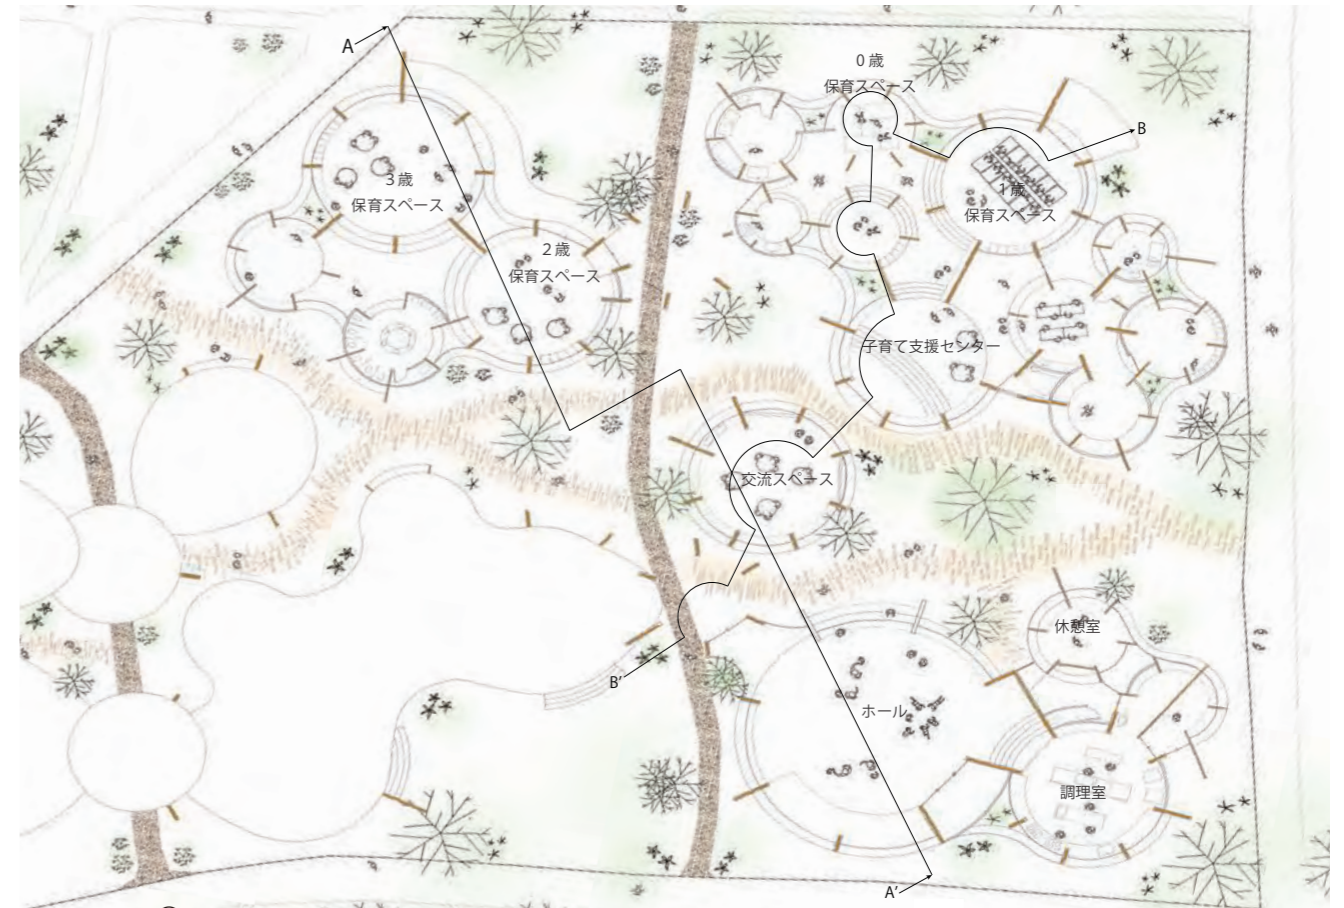 A
0歳
保育スペース
B
3歳
保育スペース
1歳
保育スペース
2歳
保育スペース
子育て支援センター
交流スペース
休憩室
B'
ホール
調理室
A'